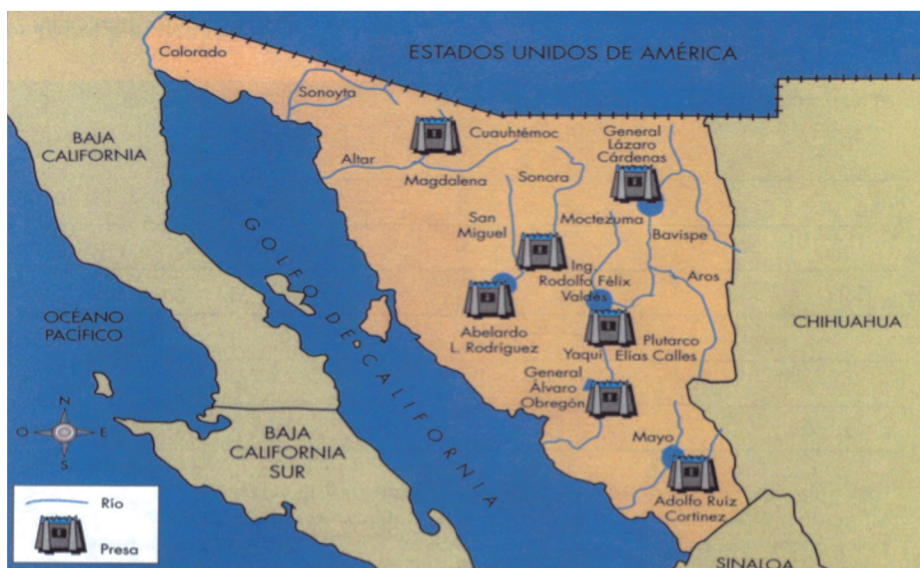 ESTADOS UNIDOS DE AMÉRICA
Colorado
Sonoyta
BAJA
CALIFORNIA
Cuauhtémoc
General
Lázaro
Cárdenas
Altar
Magdalena
Sonora
San
Miguel
Moctezuma
Bavispe
GOLFO DE CALIFORNIA
Ing.
Rodolfo Félix
Valdés
Aros
OCÉANO
PACÍFICO
CHIHUAHUA
Abelardo
L. Rodríguez
Plutarco
Elías Calles
Yaqui
General
Álvaro
Obregón
N
O
E
S
BAJA
CALIFORNIA
SUR
Mayo
Adolfo Ruíz
Cortinez
Río
Presa
SINALOA